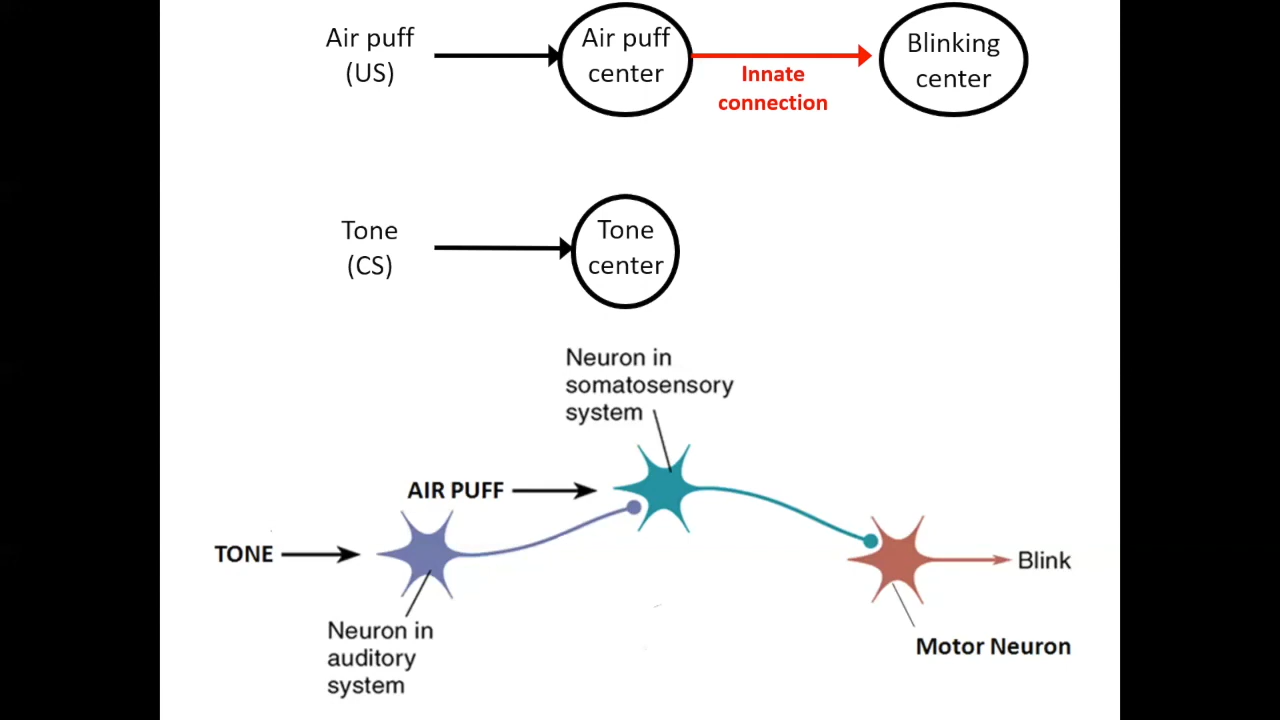 Air puff
(US)
Air puff
center
Innate
connection
Blinking
center
Tone
(CS)
Tone
center
Neuron in
somatosensory
system
AIR PUFF
TONE
Blink
Neuron in
auditory
system
Motor Neuron